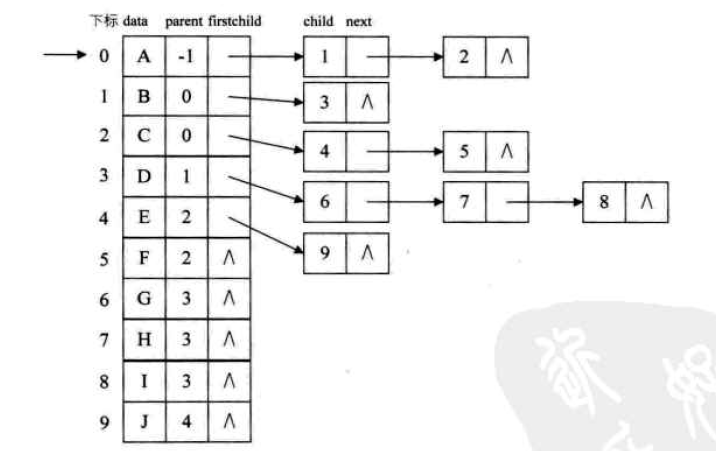 下标 data parent firstchild child next
0 A -1 1 2 Λ
1 B 0 3 Λ
2 C 0 4 5 Λ
3 D 1 6 7 8 Λ
4 E 2 9 Λ
5 F 2 Λ
6 G 3 Λ
7 H 3 Λ
8 I 3 Λ
9 J 4 Λ